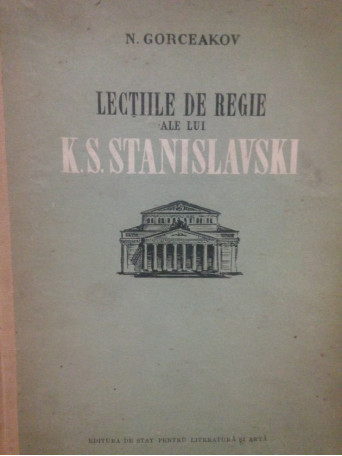 N. GORCEAKOV
LECȚIILE DE REGIE
ALE LUI
K.S. STANISLAVSKI
EDITURA DE STAT PENTRU LITERATURĂ ȘI ARTĂ